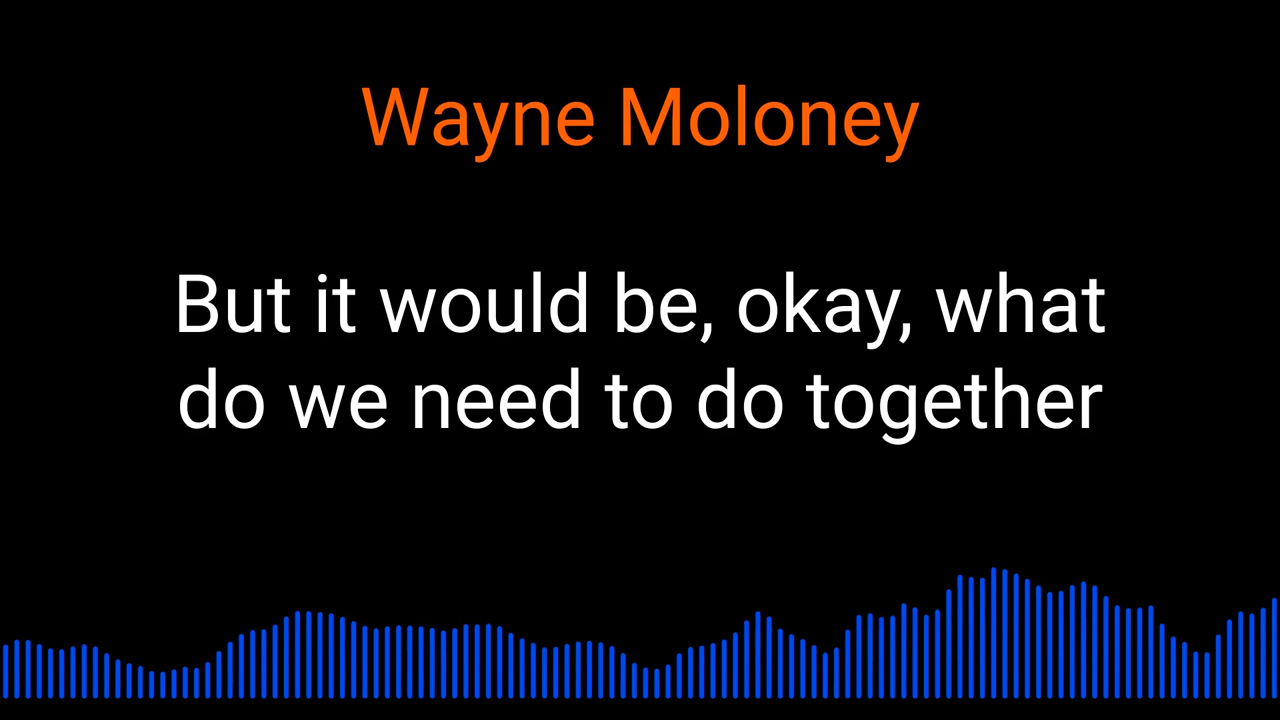 Wayne Moloney
But it would be, okay, what
do we need to do together